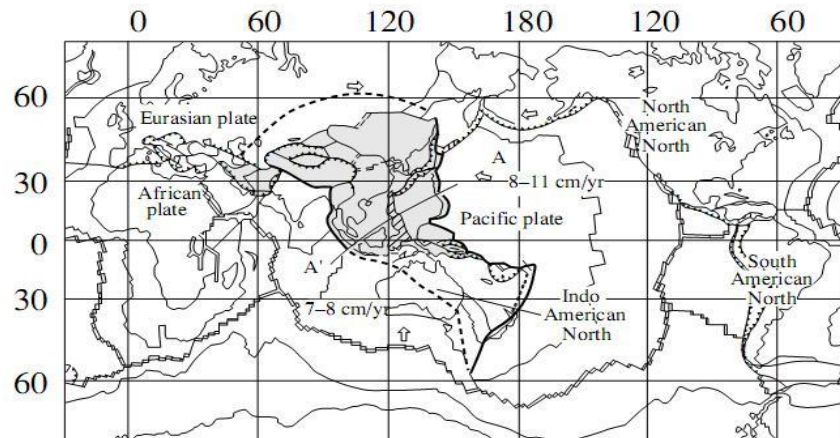 0 60 120 180 120 60
60
Eurasian plate
North
American
North
A
30
8–11 cm/yr
African
plate
Pacific plate
0
A'
South
American
North
30
7–8 cm/yr
Indo
American
North
60